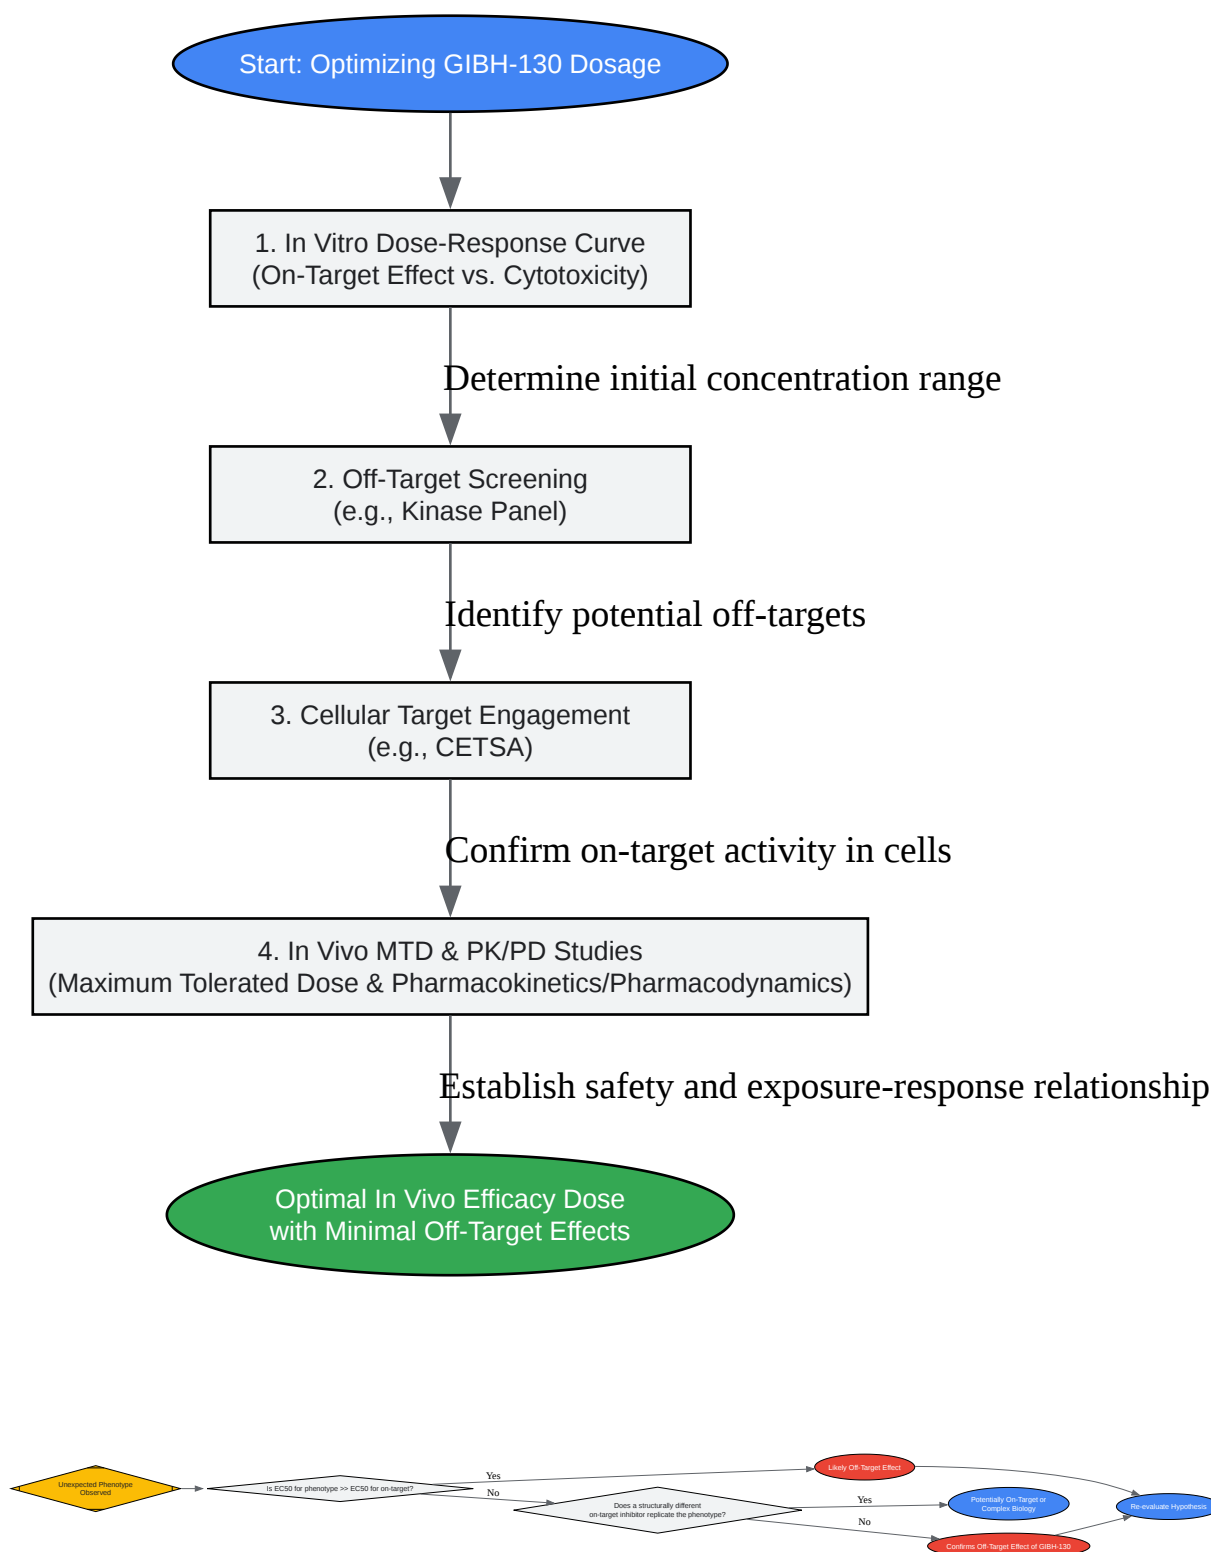 Start: Optimizing GIBH-130 Dosage
1. In Vitro Dose-Response Curve
(On-Target Effect vs. Cytotoxicity)
Determine initial concentration range
2. Off-Target Screening
(e.g., Kinase Panel)
Identify potential off-targets
3. Cellular Target Engagement
(e.g., CETSA)
Confirm on-target activity in cells
4. In Vivo MTD & PK/PD Studies
(Maximum Tolerated Dose & Pharmacokinetics/Pharmacodynamics)
Establish safety and exposure-response relationship
Optimal In Vivo Efficacy Dose
with Minimal Off-Target Effects
Unexpected Phenotype
Observed
Is EC50 for phenotype >> EC50 for on-target?
Yes
No
Likely Off-Target Effect
Does a structurally different
on-target inhibitor replicate the phenotype?
Yes
No
Potentially On-Target or
Complex Biology
Confirms Off-Target Effect of GIBH-130
Re-evaluate Hypothesis